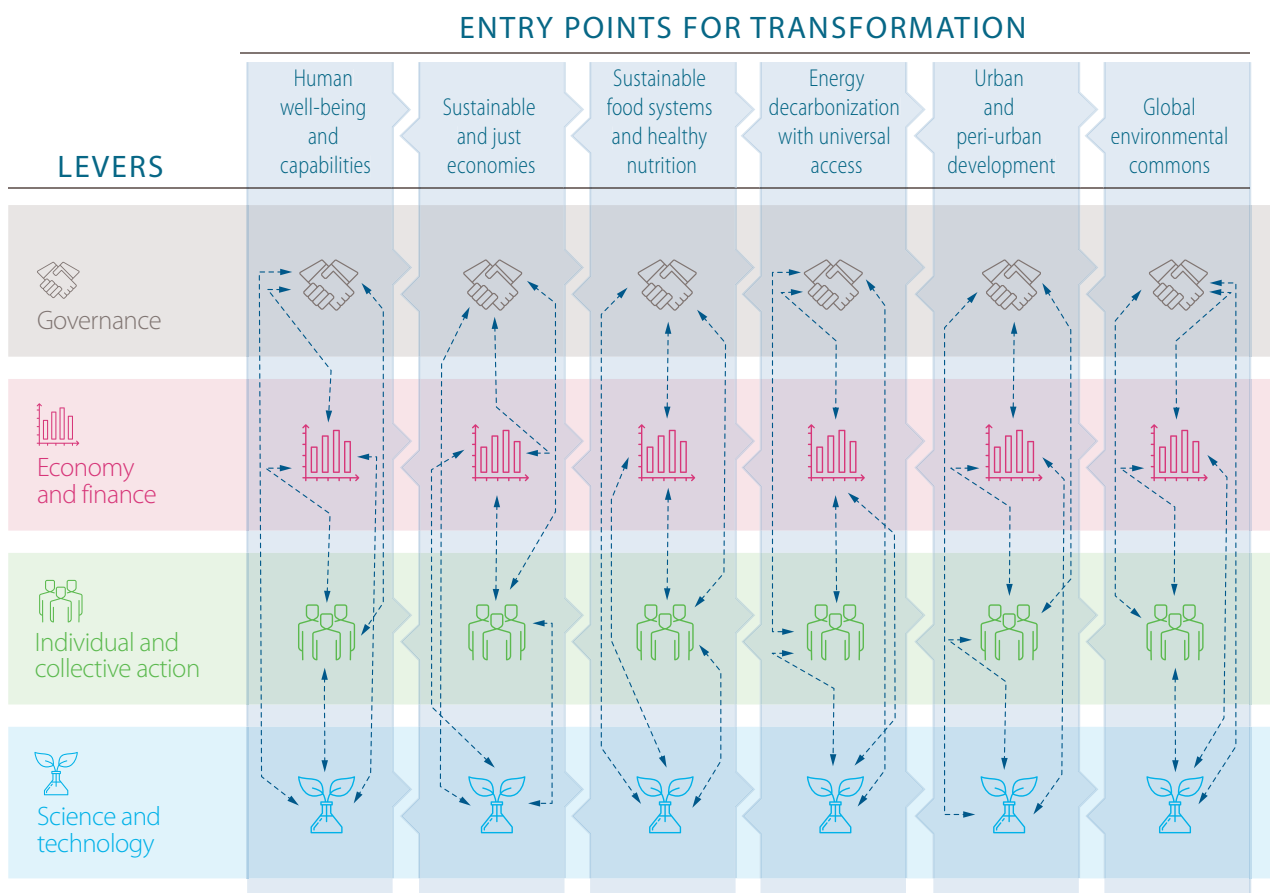 ENTRY POINTS FOR TRANSFORMATION
LEVERS
Human
well-being
and
capabilities
Sustainable
and just
economies
Sustainable
food systems
and healthy
nutrition
Energy
decarbonization
with universal
access
Urban
and
peri-urban
development
Global
environmental
commons
Governance
Economy
and finance
Individual and
collective action
Science and
technology